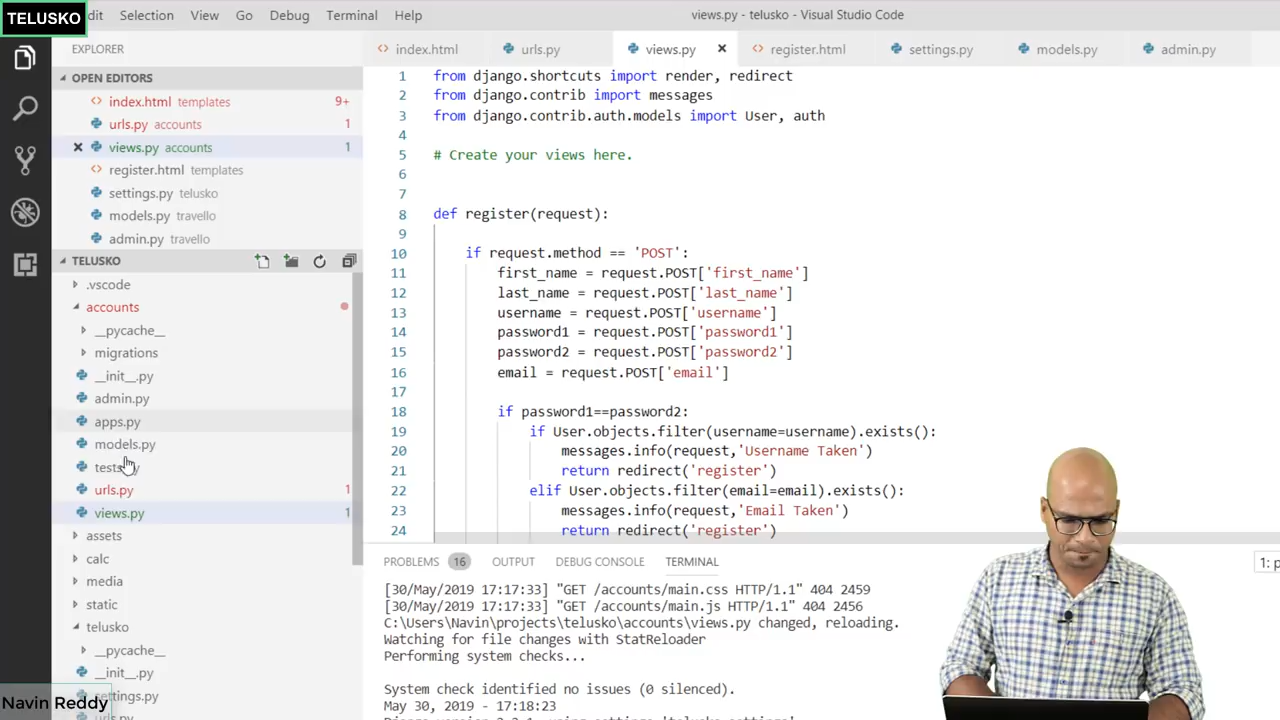 TELUSKO
dit Selection View Go Debug Terminal Help
views.py - telusko - Visual Studio Code
EXPLORER
OPEN EDITORS
index.html templates 9+
urls.py accounts 1
views.py accounts 1
register.html templates
settings.py telusko
models.py travello
admin.py travello
TELUSKO
.vscode
accounts
__pycache__
migrations
__init__.py
admin.py
apps.py
models.py
tests.py
urls.py 1
views.py 1
assets
calc
media
static
telusko
__pycache__
__init__.py
settings.py
urls.py
Navin Reddy
index.html urls.py views.py register.html settings.py models.py admin.py
1 from django.shortcuts import render, redirect
2 from django.contrib import messages
3 from django.contrib.auth.models import User, auth
4
5 # Create your views here.
6
7
8 def register(request):
9
10 if request.method == 'POST':
11 first_name = request.POST['first_name']
12 last_name = request.POST['last_name']
13 username = request.POST['username']
14 password1 = request.POST['password1']
15 password2 = request.POST['password2']
16 email = request.POST['email']
17
18 if password1==password2:
19 if User.objects.filter(username=username).exists():
20 messages.info(request,'Username Taken')
21 return redirect('register')
22 elif User.objects.filter(email=email).exists():
23 messages.info(request,'Email Taken')
24 return redirect('register')
PROBLEMS 16 OUTPUT DEBUG CONSOLE TERMINAL 1: p
[30/May/2019 17:17:33] "GET /accounts/main.css HTTP/1.1" 404 2459
[30/May/2019 17:17:33] "GET /accounts/main.js HTTP/1.1" 404 2456
C:\Users\Navin\projects\telusko\accounts\views.py changed, reloading.
Watching for file changes with StatReloader
Performing system checks...
System check identified no issues (0 silenced).
May 30, 2019 - 17:18:23